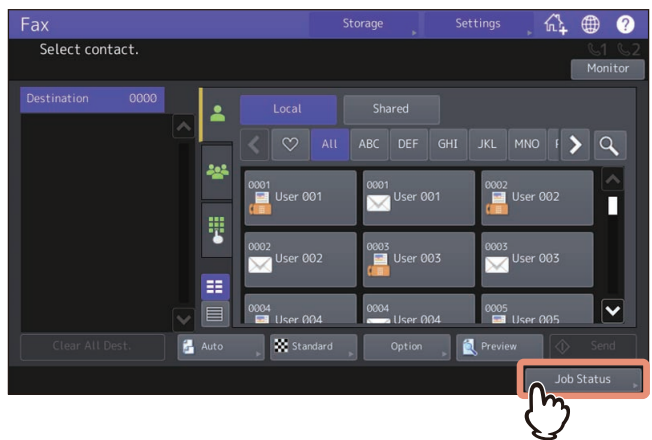 Fax
Storage
Settings
?
Select contact.
1 2
Monitor
Destination 0000
Local
Shared
All ABC DEF GHI JKL MNO
0001
User 001
0001
User 001
0002
User 002
0002
User 002
0003
User 003
0003
User 003
0004
User 004
0004
User 004
0005
User 005
Clear All Dest.
Auto
Standard
Option
Preview
Send
Job Status